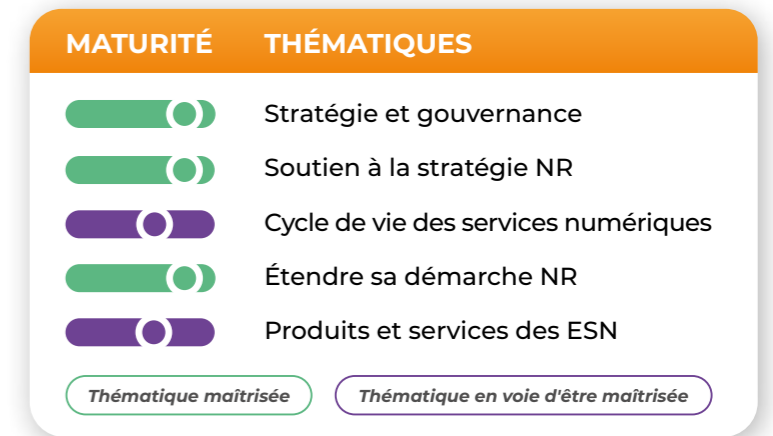 MATURITÉ THÉMATIQUES
Stratégie et gouvernance
Soutien à la stratégie NR
Cycle de vie des services numériques
Étendre sa démarche NR
Produits et services des ESN
Thématique maîtrisée Thématique en voie d'être maîtrisée